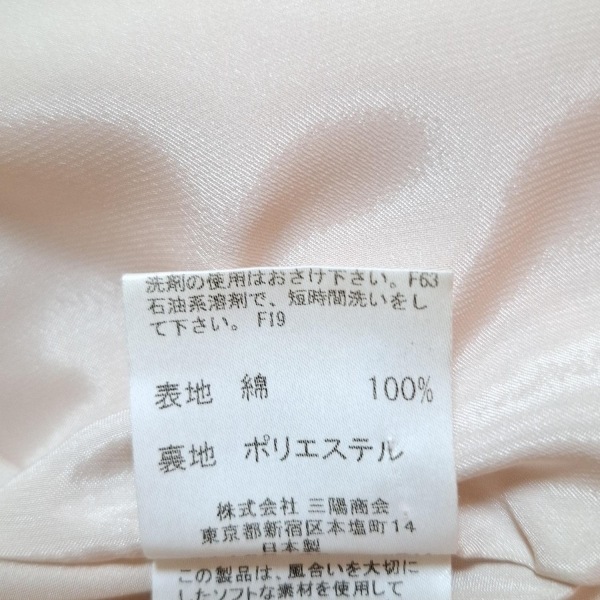 洗剤の使用はおさけ下さい。F63
石油系溶剤で、短時間洗いをし
て下さい。 F19
表地 綿 100%
裏地 ポリエステル
株式会社 三陽商会
東京都新宿区本塩町14
日本製
この製品は、風合いを大切に
したソフトな素材を使用して